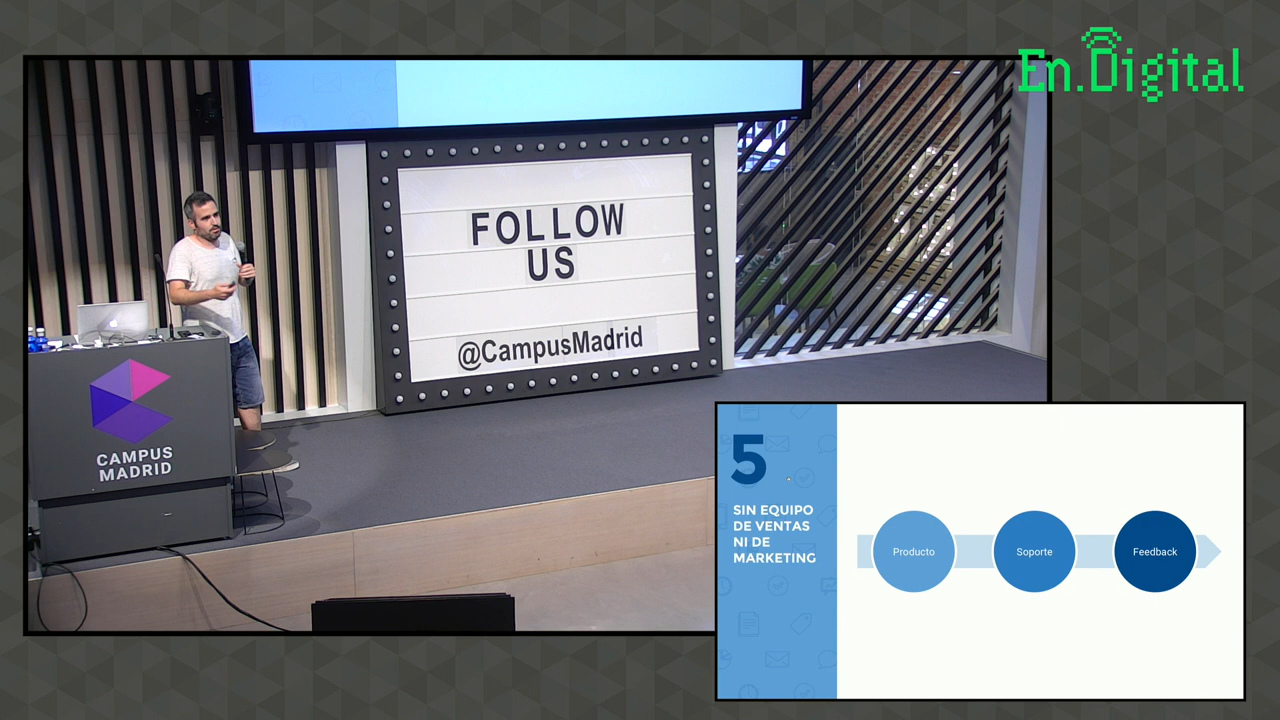 En.Digital
FOLLOW
US
@CampusMadrid
CAMPUS
MADRID
5
SIN EQUIPO
DE VENTAS
NI DE
MARKETING
Producto
Soporte
Feedback